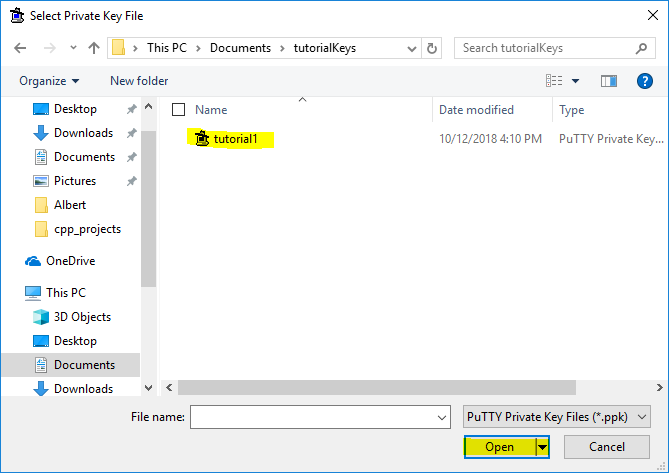 Select Private Key File
This PC > Documents > tutorialKeys
Search tutorialKeys
Organize
New folder
Name
Date modified
Type
Desktop
Downloads
Documents
Pictures
Albert
cpp_projects
OneDrive
This PC
3D Objects
Desktop
Documents
Downloads
tutorial1
10/12/2018 4:10 PM
PuTTY Private Key...
File name:
PuTTY Private Key Files (*.ppk)
Open
Cancel